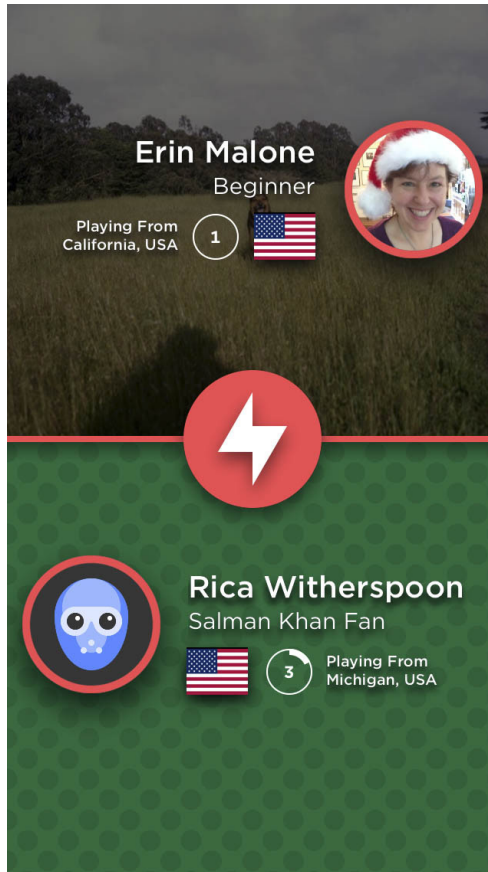 Erin Malone
Beginner
Playing From
California, USA
1
Rica Witherspoon
Salman Khan Fan
3
Playing From
Michigan, USA